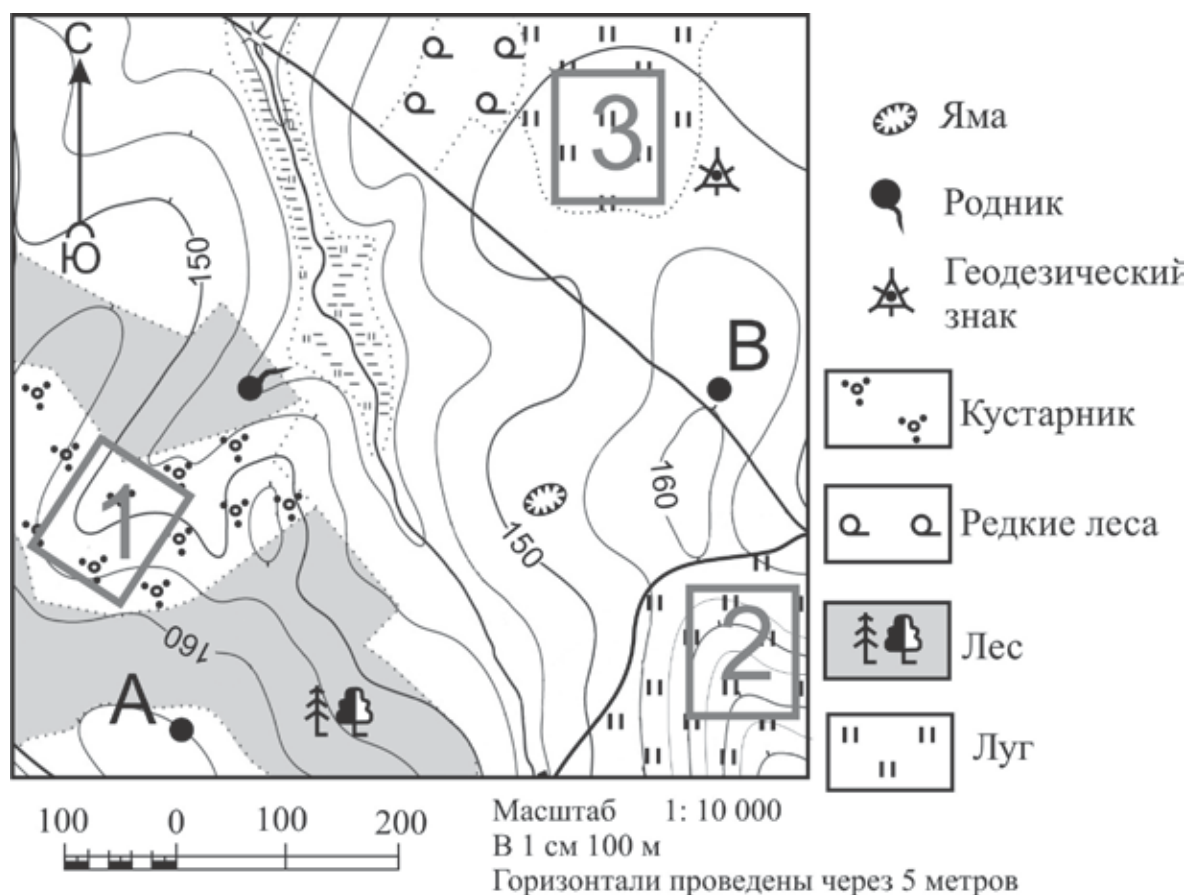 С
Ю
150
1
160
А
3
В
160
150
2
Яма
Родник
Геодезический
знак
Кустарник
Редкие леса
Лес
Луг
100 0 100 200
Масштаб 1: 10 000
В 1 см 100 м
Горизонтали проведены через 5 метров